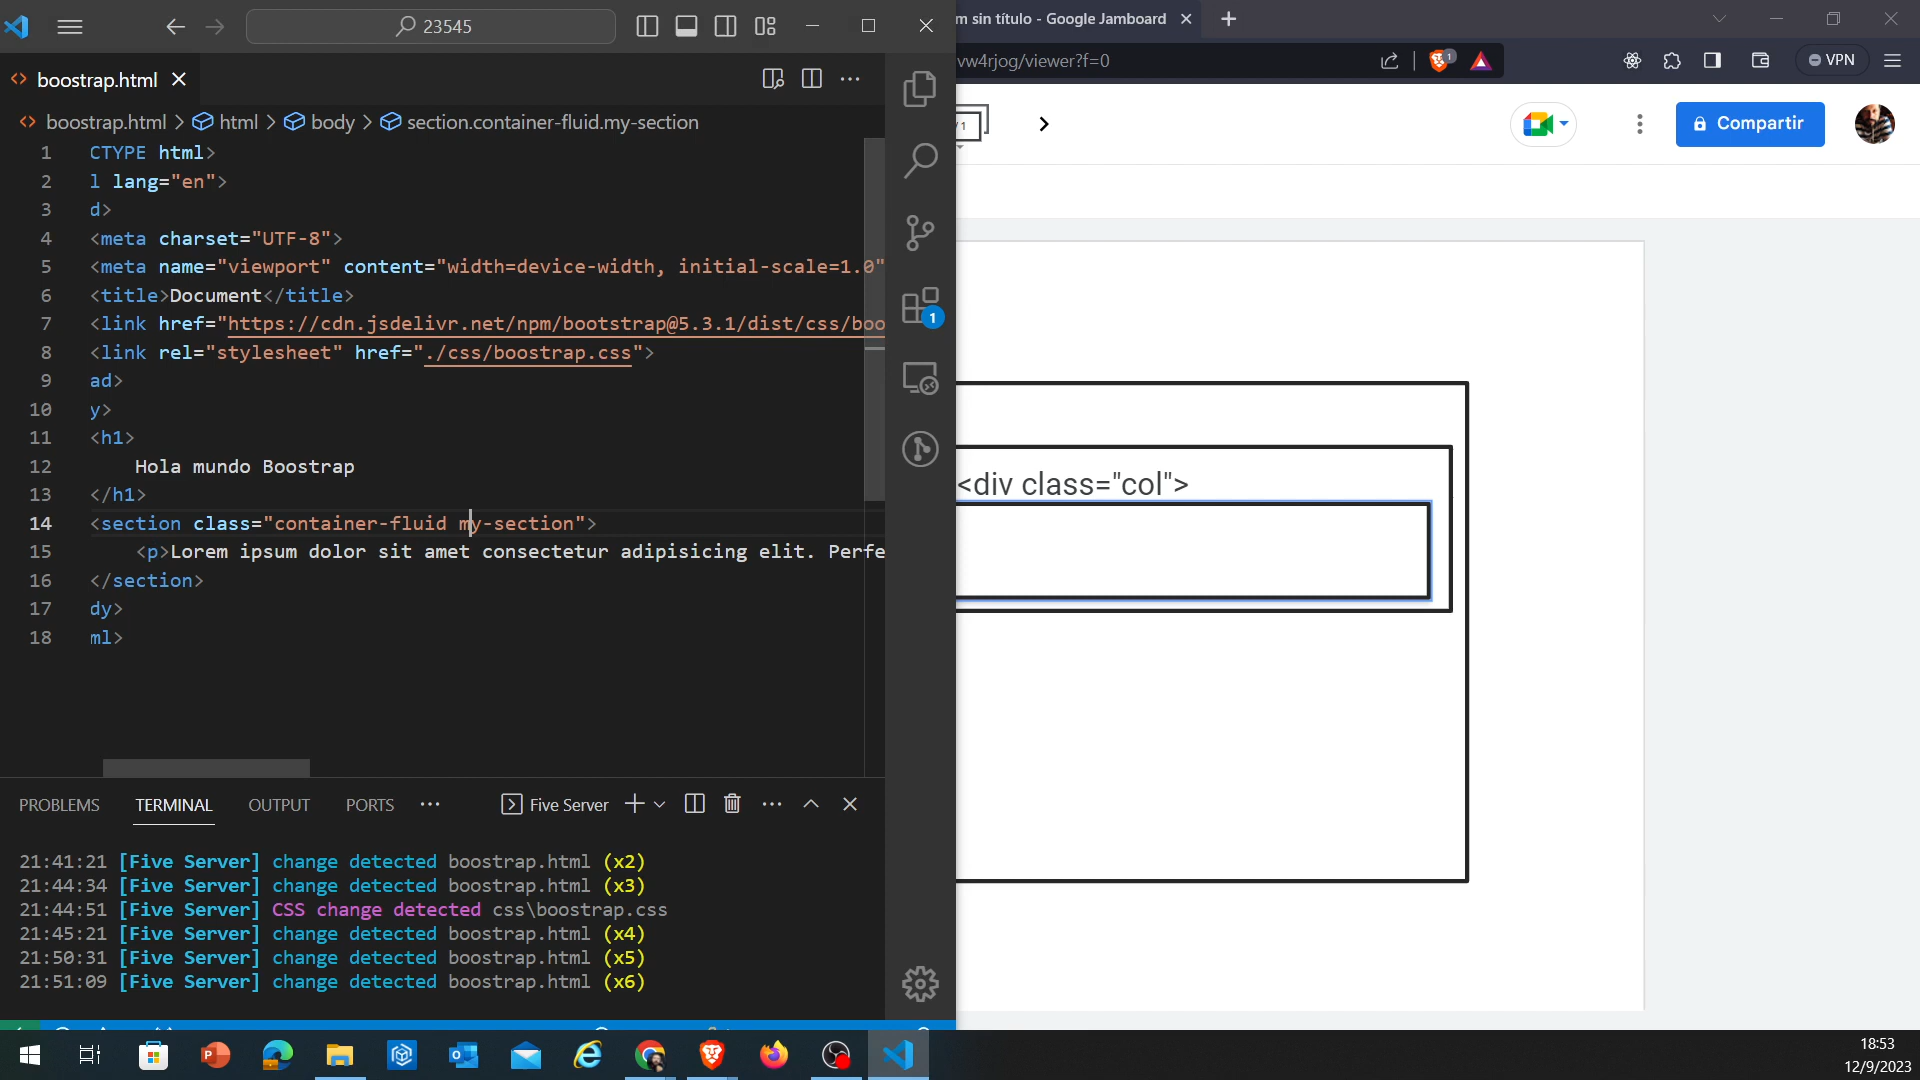 23545
m sin título - Google Jamboard
vw4rjog/viewer?f=0
1
VPN
boostrap.html
boostrap.html > html > body > section.container-fluid.my-section
1 CTYPE html>
2 l lang="en">
3 d>
4 <meta charset="UTF-8">
5 <meta name="viewport" content="width=device-width, initial-scale=1.0"
6 <title>Document</title>
7 <link href="https://cdn.jsdelivr.net/npm/bootstrap@5.3.1/dist/css/boo
8 <link rel="stylesheet" href="./css/boostrap.css">
9 ad>
10 y>
11 <h1>
12 Hola mundo Boostrap
13 </h1>
14 <section class="container-fluid my-section">
15 <p>Lorem ipsum dolor sit amet consectetur adipisicing elit. Perfe
16 </section>
17 dy>
18 ml>
1
/1
Compartir
<div class="col">
PROBLEMS TERMINAL OUTPUT PORTS ··· Five Server
21:41:21 [Five Server] change detected boostrap.html (x2)
21:44:34 [Five Server] change detected boostrap.html (x3)
21:44:51 [Five Server] CSS change detected css\boostrap.css
21:45:21 [Five Server] change detected boostrap.html (x4)
21:50:31 [Five Server] change detected boostrap.html (x5)
21:51:09 [Five Server] change detected boostrap.html (x6)
18:53
12/9/2023